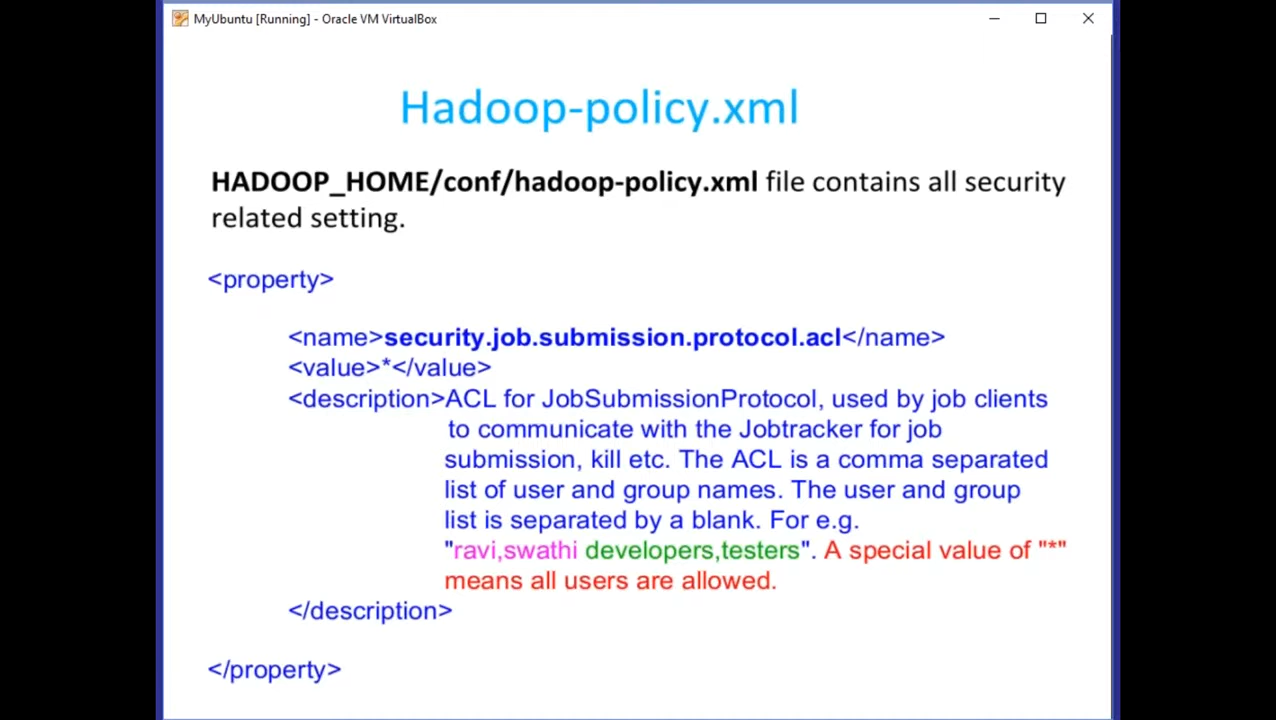 MyUbuntu [Running] - Oracle VM VirtualBox
Hadoop-policy.xml
HADOOP_HOME/conf/hadoop-policy.xml file contains all security
related setting.
<property>
<name>security.job.submission.protocol.acl</name>
<value>*</value>
<description>ACL for JobSubmissionProtocol, used by job clients
to communicate with the Jobtracker for job
submission, kill etc. The ACL is a comma separated
list of user and group names. The user and group
list is separated by a blank. For e.g.
"ravi,swathi developers,testers". A special value of "*"
means all users are allowed.
</description>
</property>